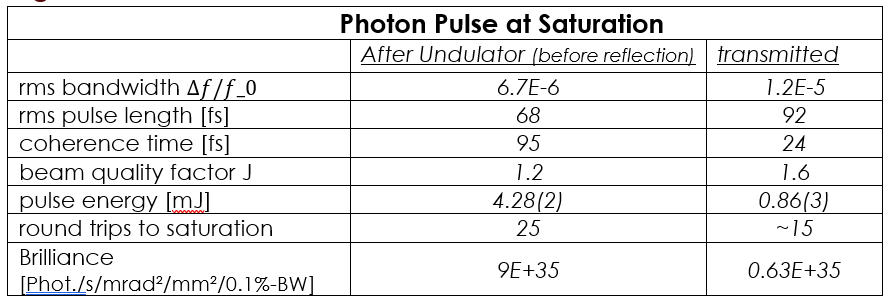 Photon Pulse at Saturation
After Undulator (before reflection) transmitted
rms bandwidth Δf/f_0 6.7E-6 1.2E-5
rms pulse length [fs] 68 92
coherence time [fs] 95 24
beam quality factor J 1.2 1.6
pulse energy [mJ] 4.28(2) 0.86(3)
round trips to saturation 25 ~15
Brilliance
[Phot./s/mrad²/mm²/0.1%-BW] 9E+35 0.63E+35